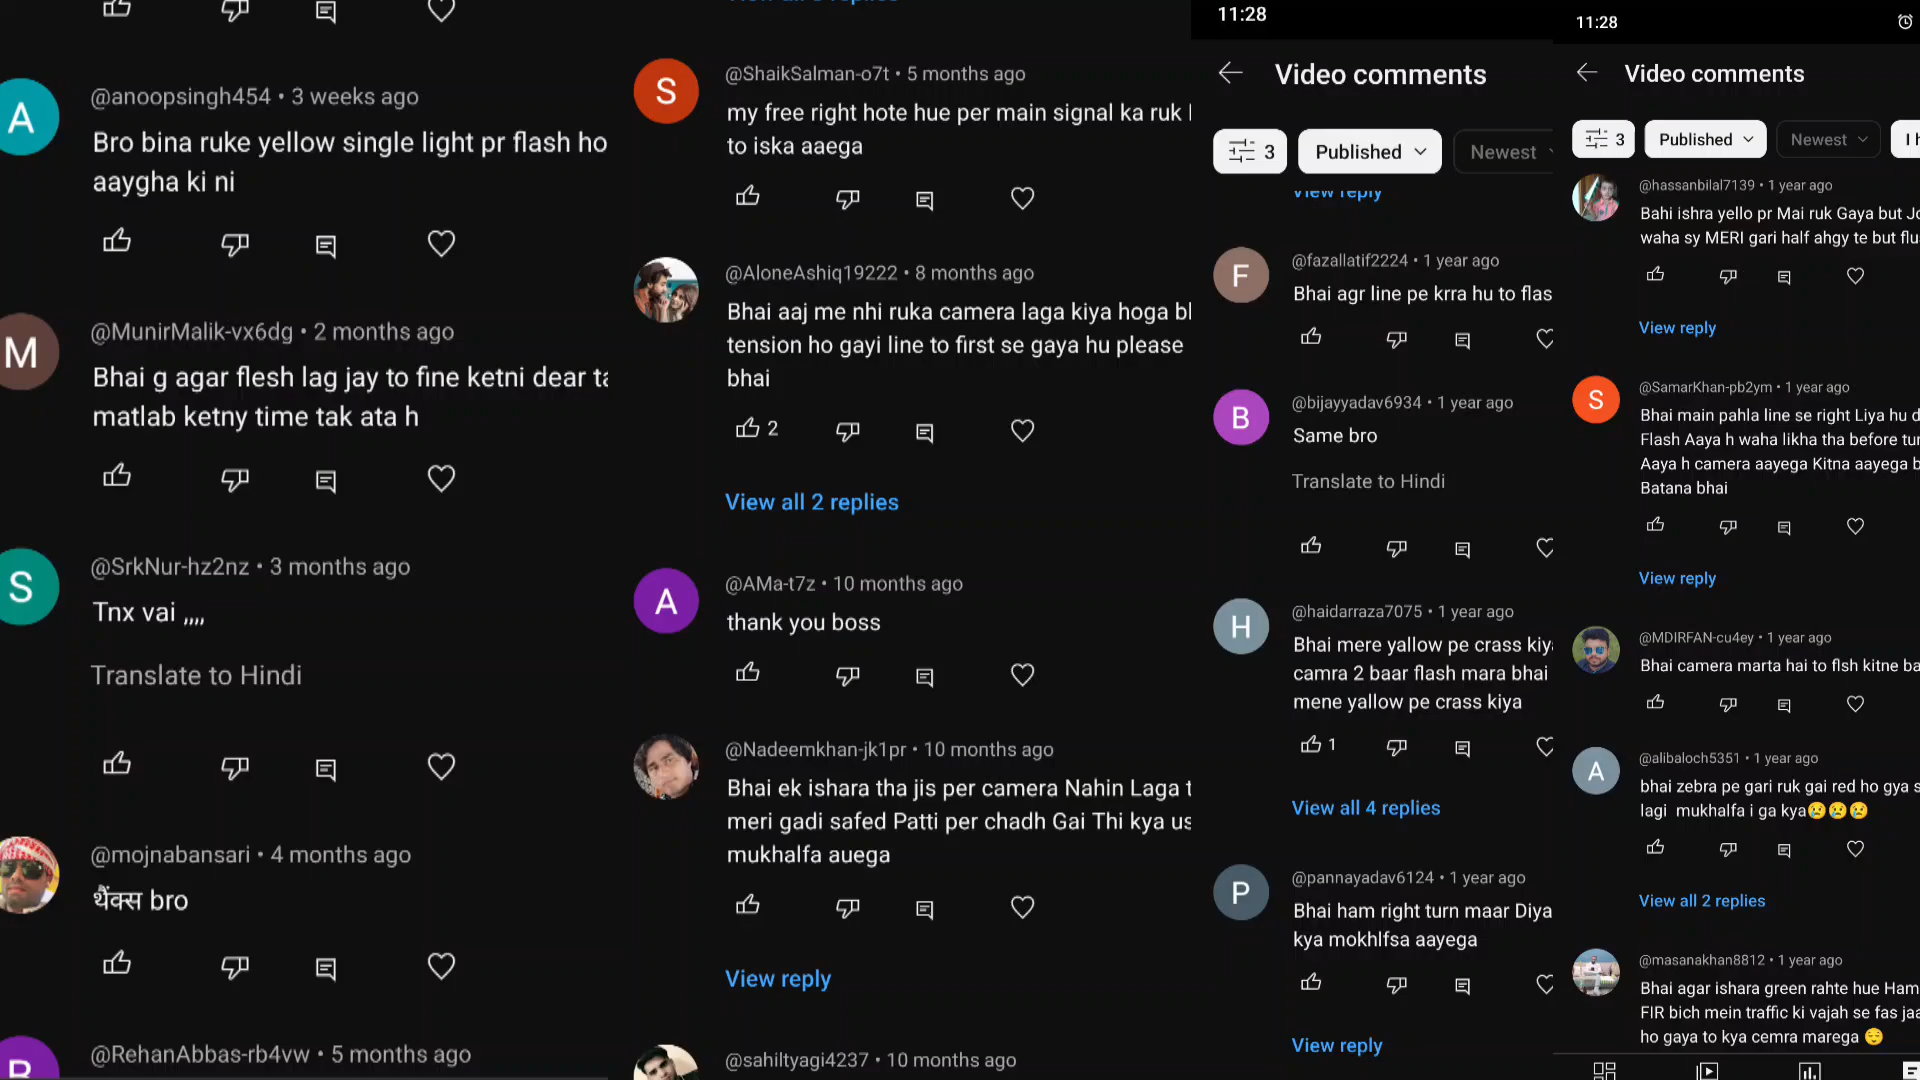 A
@anoopsingh454 • 3 weeks ago
Bro bina ruke yellow single light pr flash ho
aaygha ki ni
M
@MunirMalik-vx6dg • 2 months ago
Bhai g agar flesh lag jay to fine ketni dear
matlab ketny time tak ata h
S
@SrkNur-hz2nz • 3 months ago
Tnx vai ,,,,
Translate to Hindi
@mojnabansari • 4 months ago
थैंक्स bro
@RehanAbbas-rb4vw • 5 months ago
S
@ShaikSalman-o7t • 5 months ago
my free right hote hue per main signal ka ruk
to iska aaega
@AloneAshiq19222 • 8 months ago
Bhai aaj me nhi ruka camera laga kiya hoga
tension ho gayi line to first se gaya hu please
bhai
2
View all 2 replies
A
@AMa-t7z • 10 months ago
thank you boss
@Nadeemkhan-jk1pr • 10 months ago
Bhai ek ishara tha jis per camera Nahin Laga
meri gadi safed Patti per chadh Gai Thi kya
mukhalfa auega
View reply
@sahiltyagi4237 • 10 months ago
11:28
Video comments
3 Published Newest
View reply
F
@fazallatif2224 • 1 year ago
Bhai agr line pe krra hu to
B
@bijayyadav6934 • 1 year ago
Same bro
Translate to Hindi
H
@haidarraza7075 • 1 year ago
Bhai mere yallow pe crass
camra 2 baar flash mara bhai
mene yallow pe crass kiya
1
View all 4 replies
P
@pannayadav6124 • 1 year ago
Bhai ham right turn maar Diya
kya mokhlfsa aayega
View reply
11:28
Video comments
3 Published Newest
@hassanbilal7139 • 1 year ago
Bahi ishra yello pr Mai ruk Gaya but
waha sy MERI gari half ahgy te but
View reply
S
@SamarKhan-pb2ym • 1 year ago
Bhai main pahla line se right Liya hu
Flash Aaya h waha likha tha before
Aaya h camera aayega Kitna aayega
Batana bhai
View reply
@MDIRFAN-cu4ey • 1 year ago
Bhai camera marta hai to flsh kitne
A
@alibaloch5351 • 1 year ago
bhai zebra pe gari ruk gai red ho gya
lagi mukhalfa i ga kya😢😢😢
View all 2 replies
@masanakhan8812 • 1 year ago
Bhai agar ishara green rahte hue
FIR bich mein traffic ki vajah se fas
ho gaya to kya cemra marega 😌